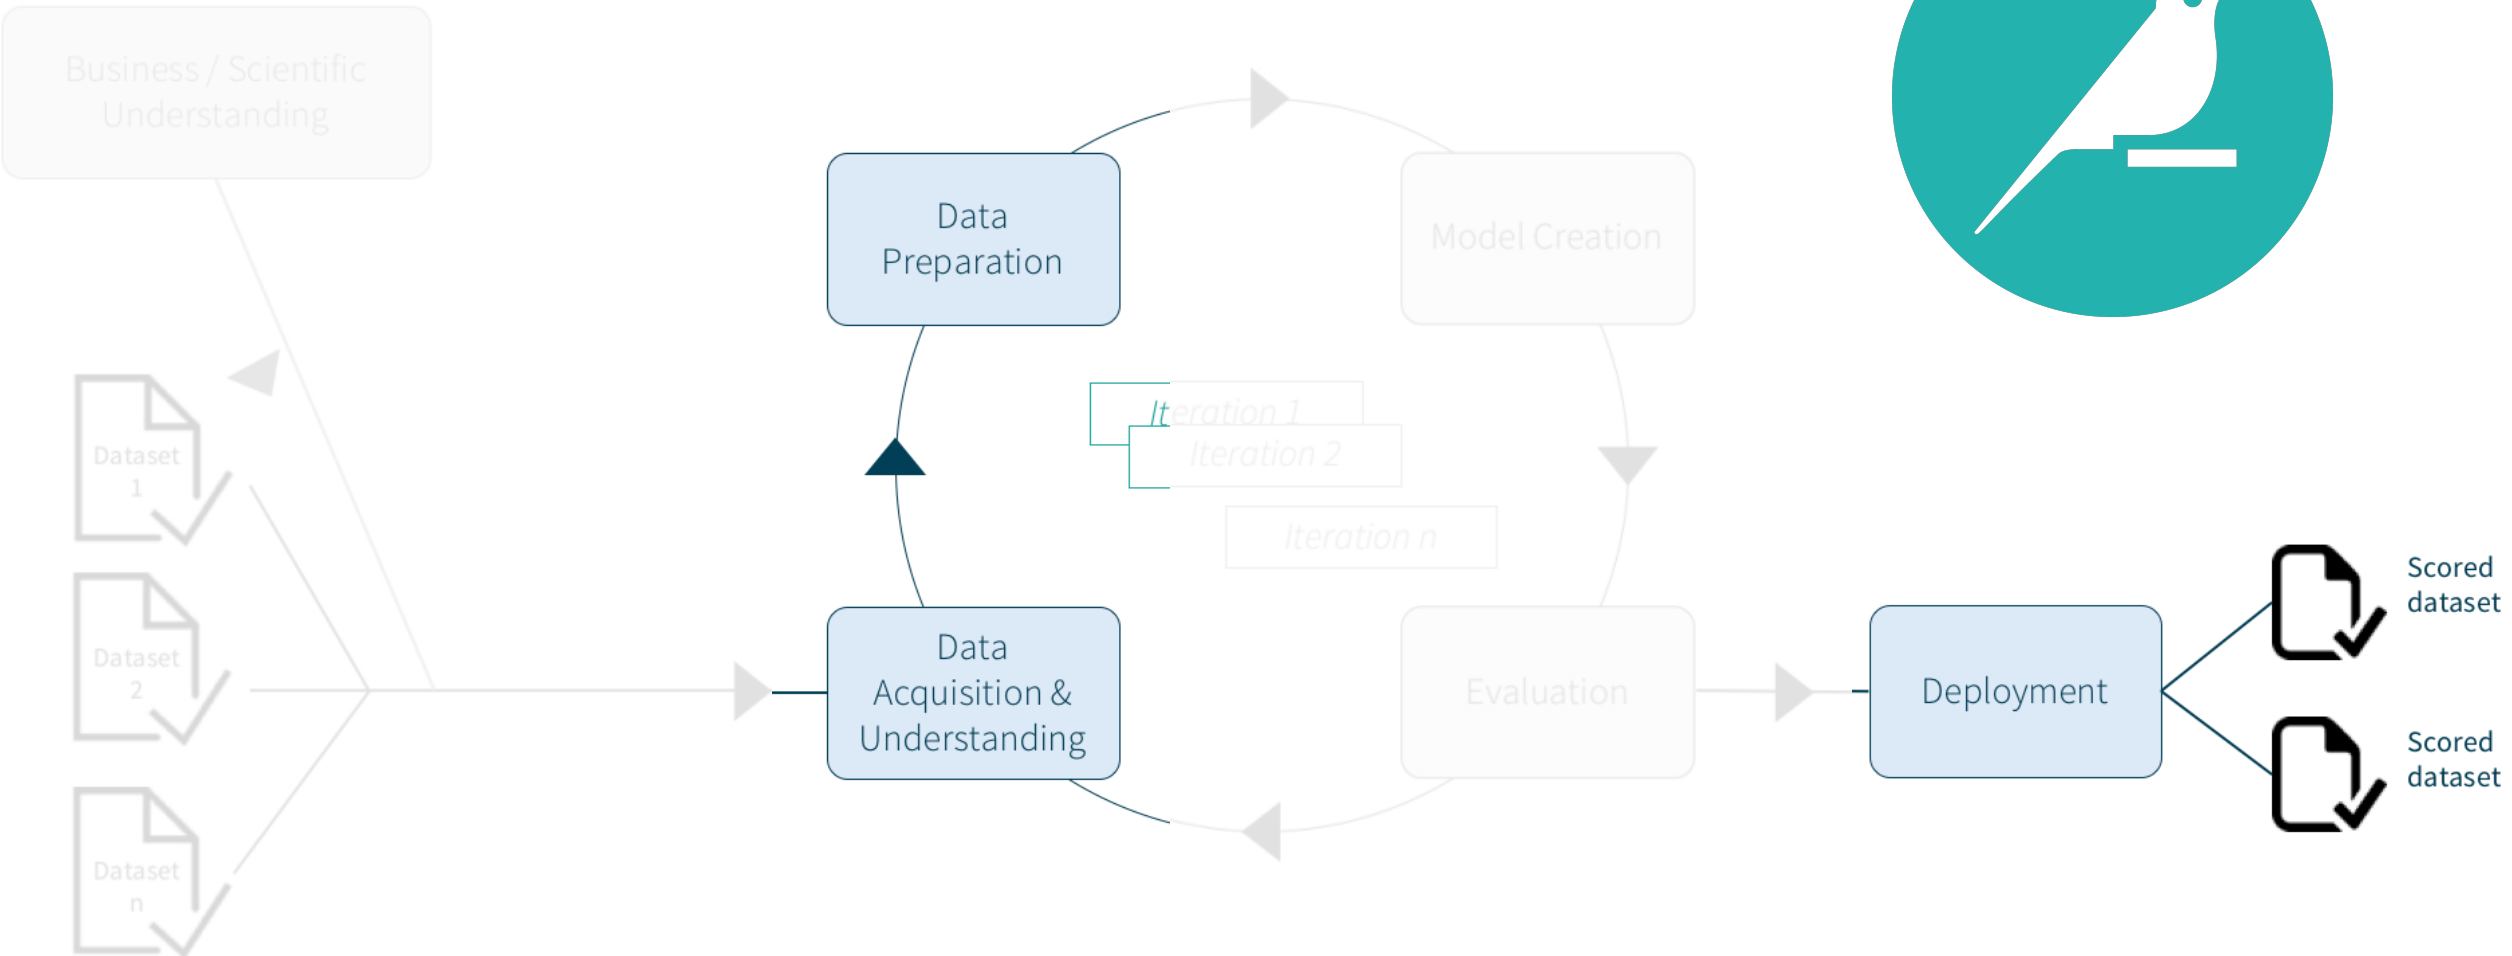 Business / Scientific
Understanding
Data
Preparation
Model Creation
Dataset
1
Iteration 1
Iteration 2
Iteration n
Dataset
2
Data
Acquisition &
Understanding
Evaluation
Deployment
Scored
dataset
Scored
dataset
Dataset
n